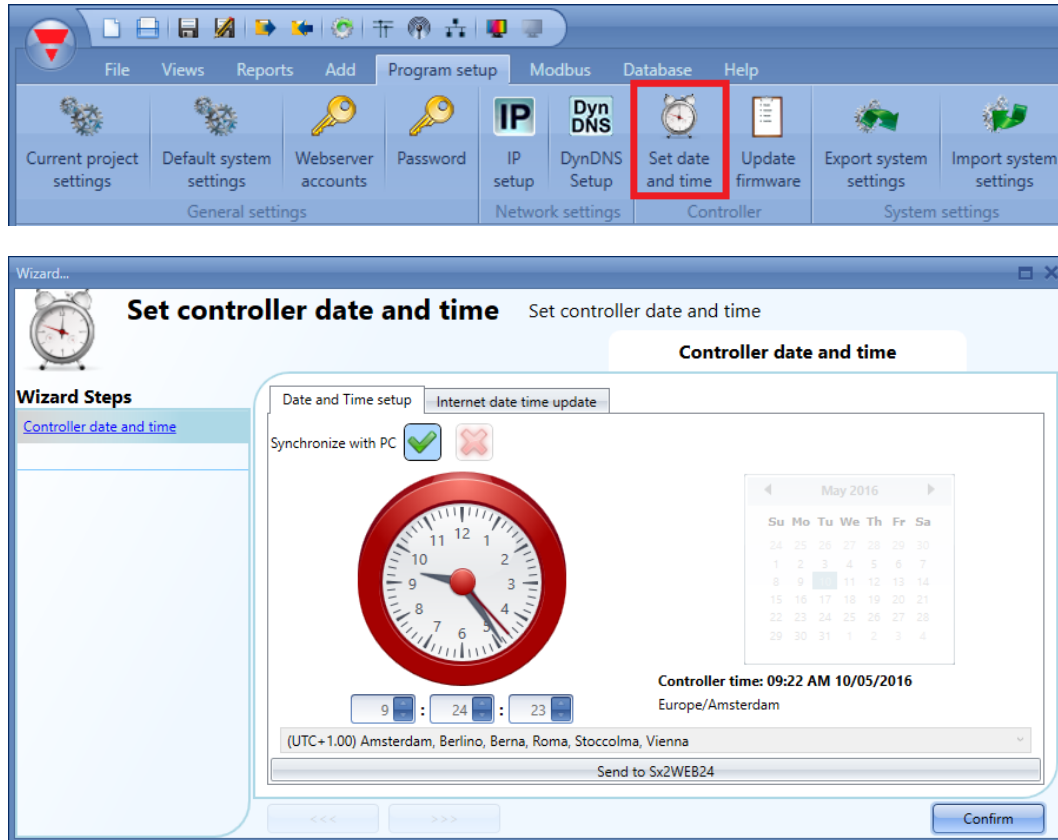 File Views Reports Add Program setup Modbus Database Help
IP Dyn
DNS
Current project Default system Webserver Password IP DynDNS Set date Update Export system Import system
settings settings accounts setup Setup and time firmware settings settings
General settings Network settings Controller System settings
Wizard...
Set controller date and time Set controller date and time
Controller date and time
Wizard Steps
Controller date and time
Date and Time setup Internet date time update
Synchronize with PC
12
11 1
10 2
9 3
8 4
7 5
6
May 2016
Su Mo Tu We Th Fr Sa
24 25 26 27 28 29 30
1 2 3 4 5 6 7
8 9 10 11 12 13 14
15 16 17 18 19 20 21
22 23 24 25 26 27 28
29 30 31 1 2 3 4
Controller time: 09:22 AM 10/05/2016
Europe/Amsterdam
9 : 24 : 23
(UTC+1.00) Amsterdam, Berlino, Berna, Roma, Stoccolma, Vienna
Send to Sx2WEB24
<<< >>> Confirm